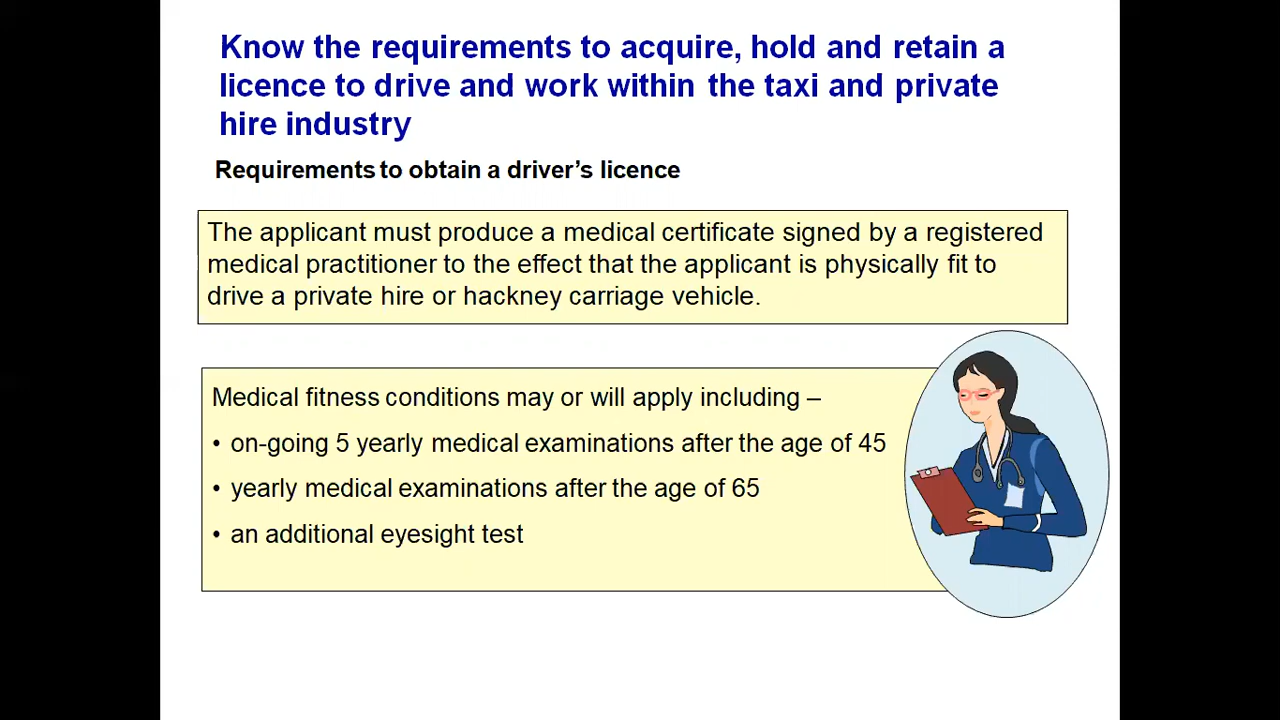 Know the requirements to acquire, hold and retain a
licence to drive and work within the taxi and private
hire industry
Requirements to obtain a driver’s licence
The applicant must produce a medical certificate signed by a registered
medical practitioner to the effect that the applicant is physically fit to
drive a private hire or hackney carriage vehicle.
Medical fitness conditions may or will apply including –
• on-going 5 yearly medical examinations after the age of 45
• yearly medical examinations after the age of 65
• an additional eyesight test